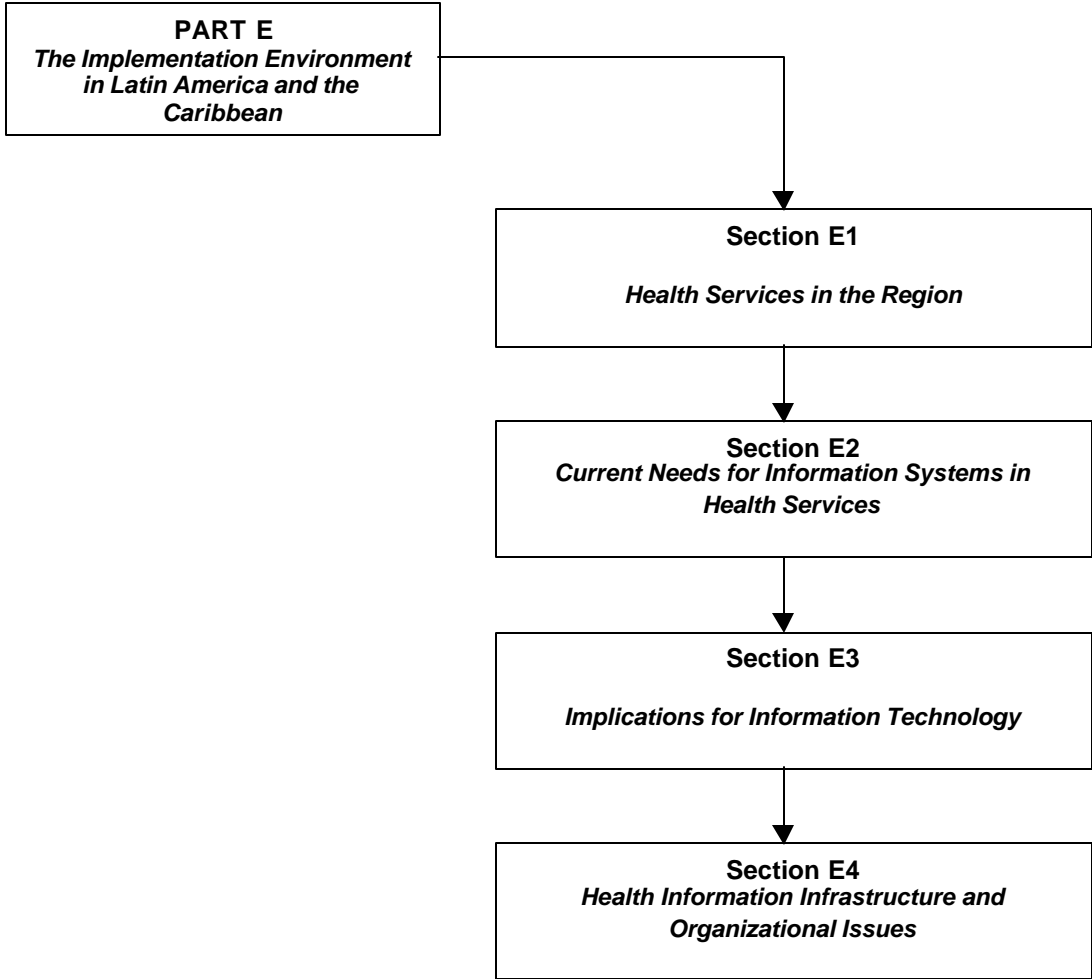 PART E
The Implementation Environment
in Latin America and the
Caribbean
Section E1
Health Services in the Region
Section E2
Current Needs for Information Systems in
Health Services
Section E3
Implications for Information Technology
Section E4
Health Information Infrastructure and
Organizational Issues